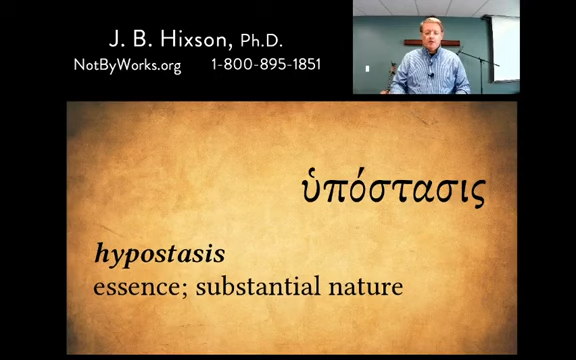 J. B. Hixson, Ph.D.
NotByWorks.org 1-800-895-1851
ὑπόστασις
hypostasis
essence; substantial nature